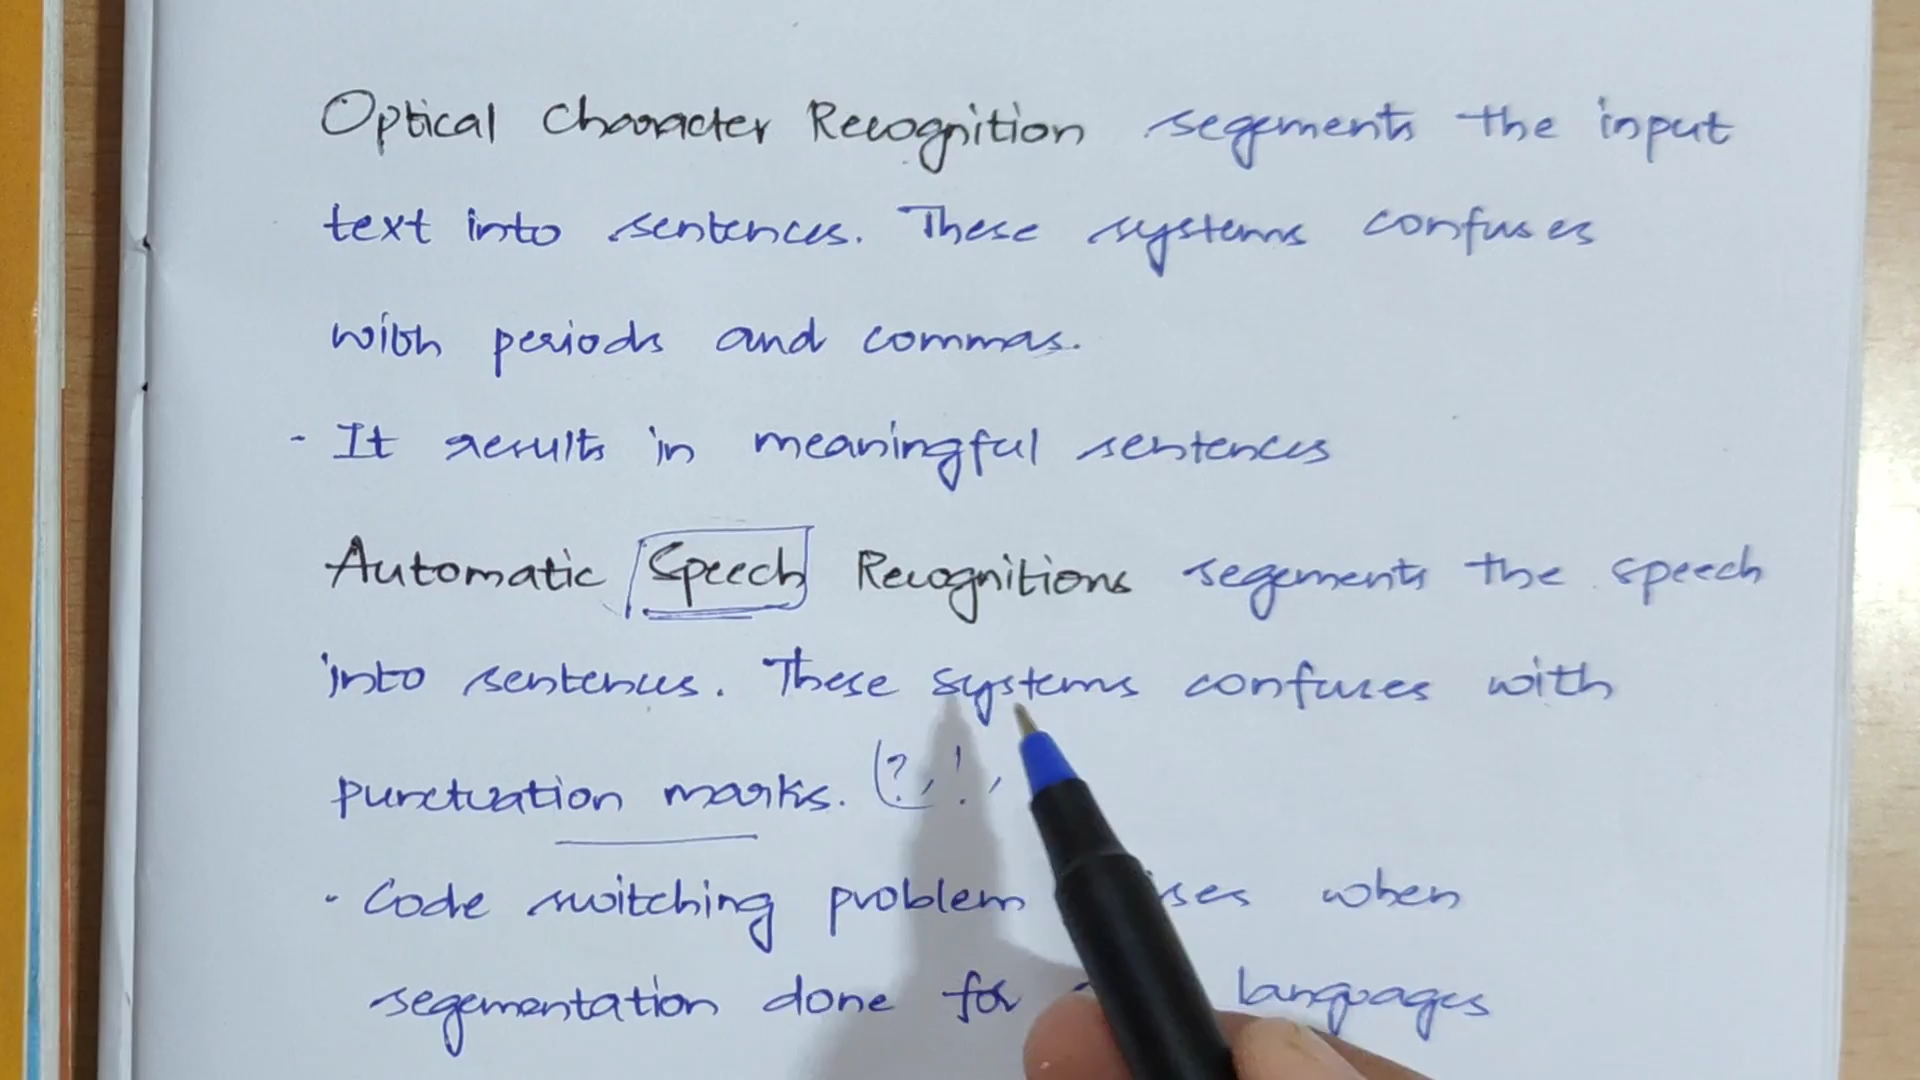 Optical Character Recognition segements the input
text into sentences. These systems confuses
with periods and commas.
- It results in meaningful sentences
Automatic Speech Recognitions segements the speech
into sentences. These systems confuses with
punctuation marks. (?, !,
- Code switching problem when
segementation done for languages